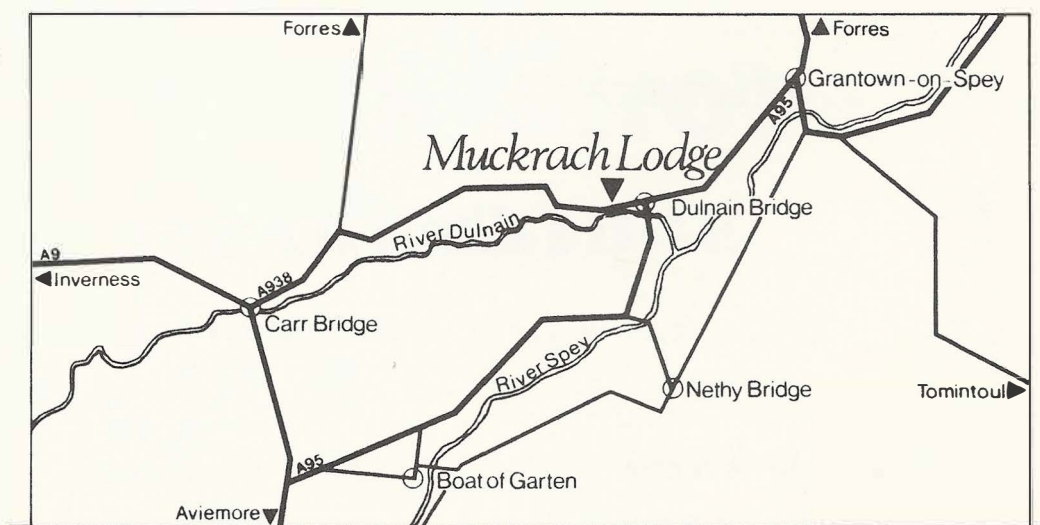 Forres
Forres
Grantown-on-Spey
A95
Muckrach Lodge
Dulnain Bridge
River Dulnain
A9
Inverness
A938
Carr Bridge
River Spey
Nethy Bridge
Tomintoul
A95
Boat of Garten
Aviemore